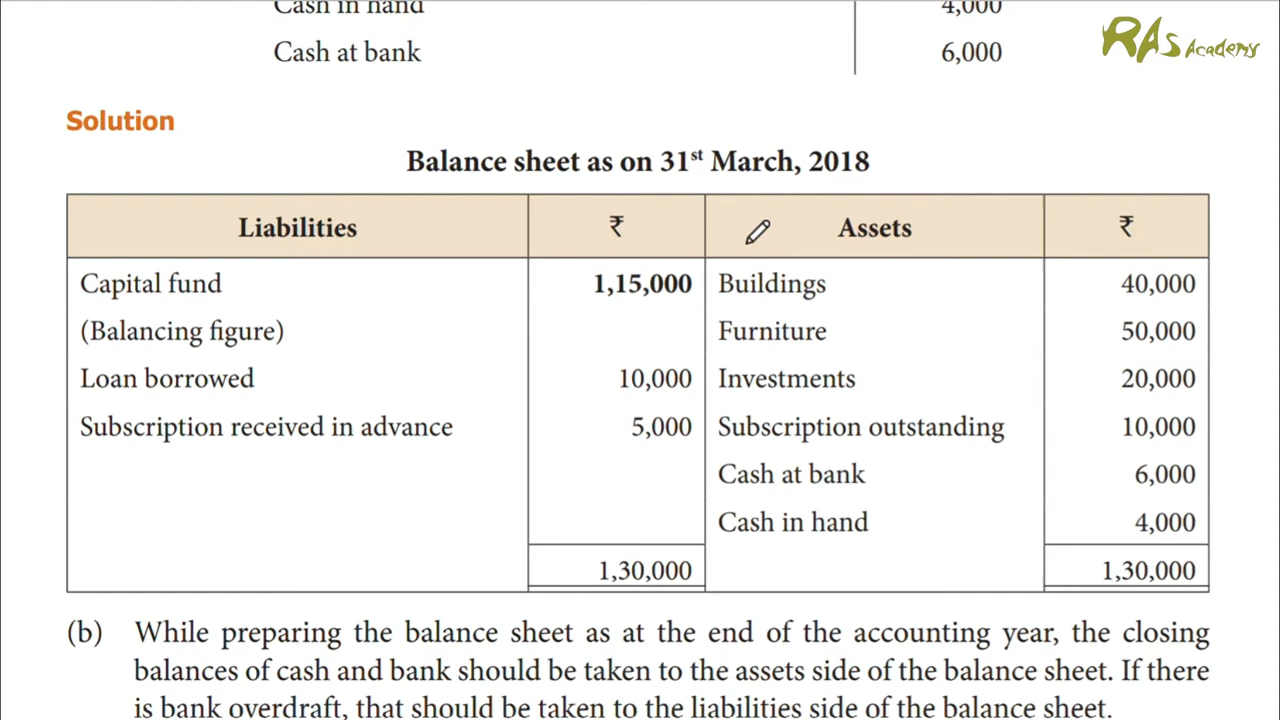 Cash in hand 4,000
RAS Academy
Cash at bank 6,000
Solution
Balance sheet as on 31st March, 2018
Liabilities ₹ Assets ₹
Capital fund 1,15,000 Buildings 40,000
(Balancing figure) Furniture 50,000
Loan borrowed 10,000 Investments 20,000
Subscription received in advance 5,000 Subscription outstanding 10,000
Cash at bank 6,000
Cash in hand 4,000
1,30,000 1,30,000
(b) While preparing the balance sheet as at the end of the accounting year, the closing
balances of cash and bank should be taken to the assets side of the balance sheet. If there
is bank overdraft, that should be taken to the liabilities side of the balance sheet.